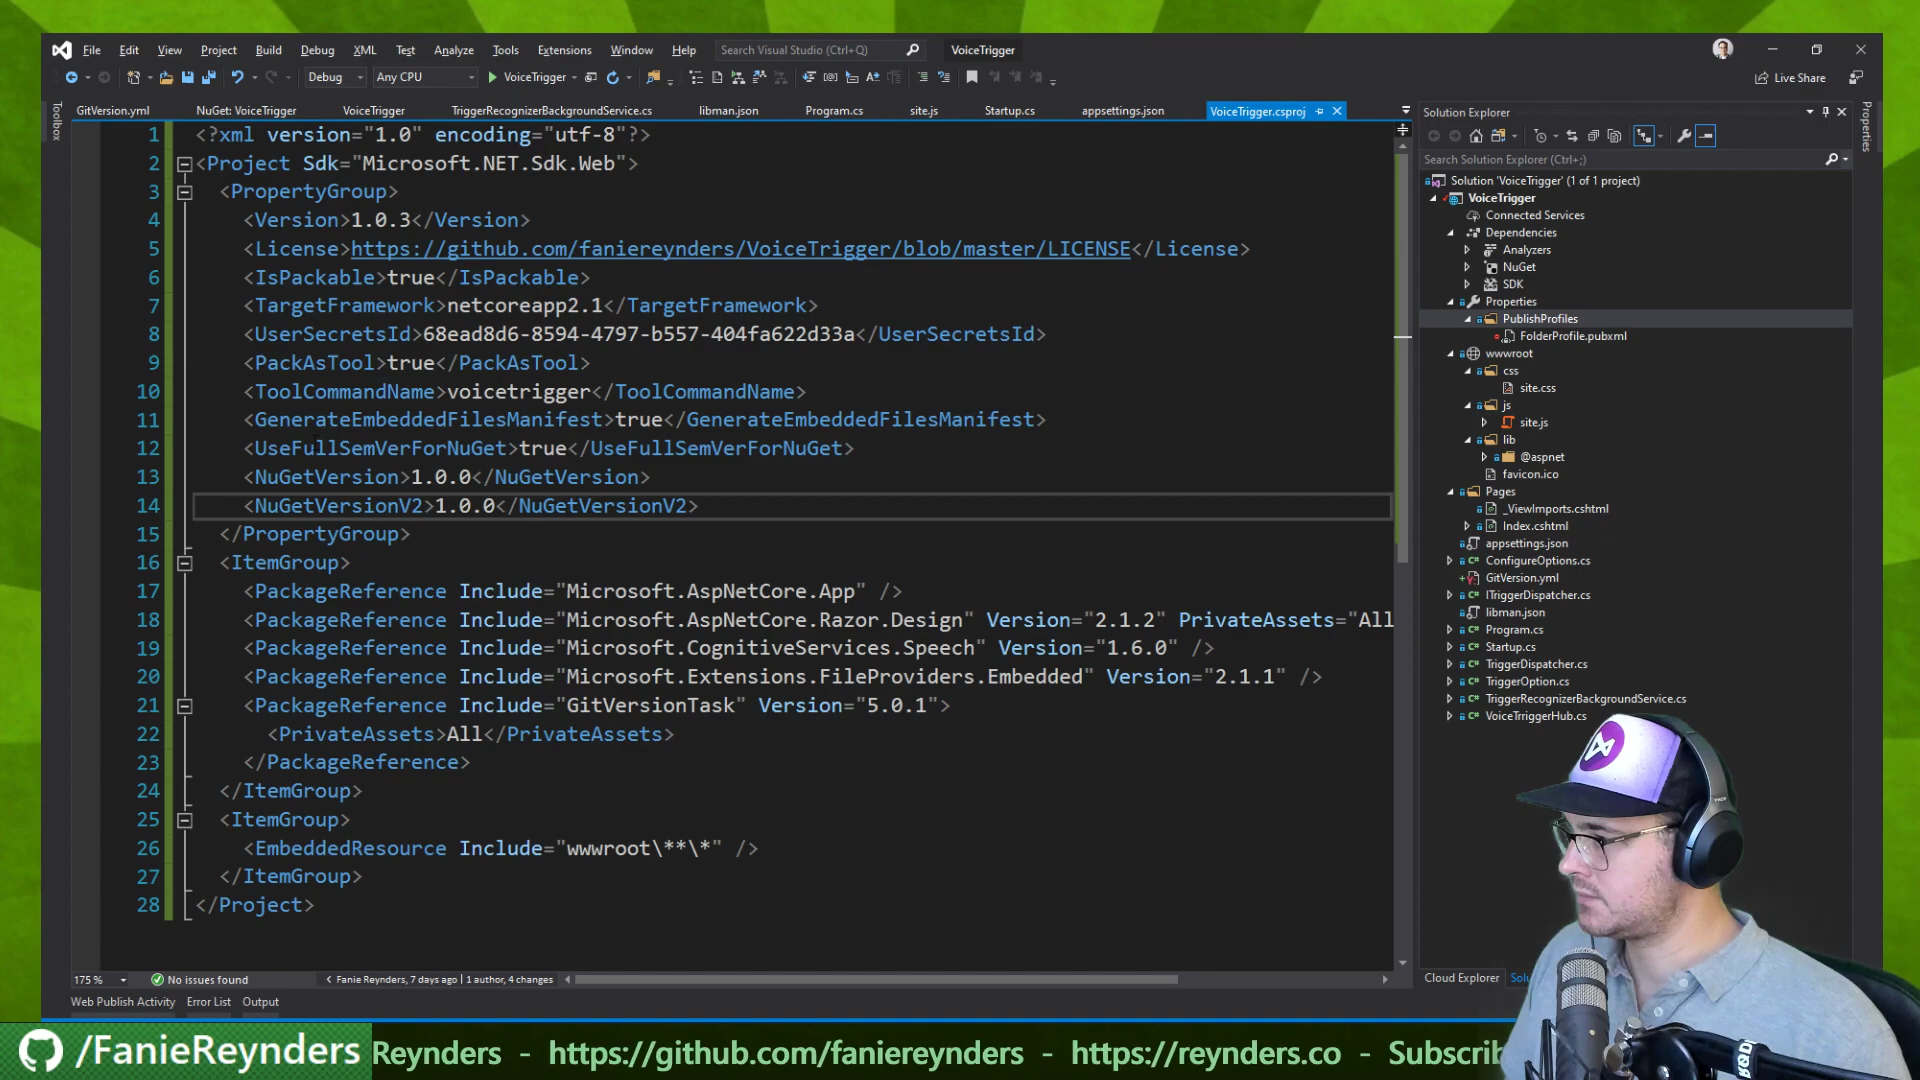 File Edit View Project Build Debug XML Test Analyze Tools Extensions Window Help Search Visual Studio (Ctrl+Q) VoiceTrigger
Debug Any CPU VoiceTrigger Live Share
GitVersion.yml NuGet: VoiceTrigger VoiceTrigger TriggerRecognizerBackgroundService.cs libman.json Program.cs site.js Startup.cs appsettings.json VoiceTrigger.csproj
Toolbox
1 <?xml version="1.0" encoding="utf-8"?>
2 <Project Sdk="Microsoft.NET.Sdk.Web">
3 <PropertyGroup>
4 <Version>1.0.3</Version>
5 <License>https://github.com/faniereynders/VoiceTrigger/blob/master/LICENSE</License>
6 <IsPackable>true</IsPackable>
7 <TargetFramework>netcoreapp2.1</TargetFramework>
8 <UserSecretsId>68ead8d6-8594-4797-b557-404fa622d33a</UserSecretsId>
9 <PackAsTool>true</PackAsTool>
10 <ToolCommandName>voicetrigger</ToolCommandName>
11 <GenerateEmbeddedFilesManifest>true</GenerateEmbeddedFilesManifest>
12 <UseFullSemVerForNuGet>true</UseFullSemVerForNuGet>
13 <NuGetVersion>1.0.0</NuGetVersion>
14 <NuGetVersionV2>1.0.0</NuGetVersionV2>
15 </PropertyGroup>
16 <ItemGroup>
17 <PackageReference Include="Microsoft.AspNetCore.App" />
18 <PackageReference Include="Microsoft.AspNetCore.Razor.Design" Version="2.1.2" PrivateAssets="All
19 <PackageReference Include="Microsoft.CognitiveServices.Speech" Version="1.6.0" />
20 <PackageReference Include="Microsoft.Extensions.FileProviders.Embedded" Version="2.1.1" />
21 <PackageReference Include="GitVersionTask" Version="5.0.1">
22 <PrivateAssets>All</PrivateAssets>
23 </PackageReference>
24 </ItemGroup>
25 <ItemGroup>
26 <EmbeddedResource Include="wwwroot\**\*" />
27 </ItemGroup>
28 </Project>
175 % No issues found Fanie Reynders, 7 days ago | 1 author, 4 changes
Web Publish Activity Error List Output
Solution Explorer
Search Solution Explorer (Ctrl+;)
Solution 'VoiceTrigger' (1 of 1 project)
VoiceTrigger
Connected Services
Dependencies
Analyzers
NuGet
SDK
Properties
PublishProfiles
FolderProfile.pubxml
wwwroot
css
site.css
js
site.js
lib
@aspnet
favicon.ico
Pages
_ViewImports.cshtml
Index.cshtml
appsettings.json
ConfigureOptions.cs
GitVersion.yml
ITriggerDispatcher.cs
libman.json
Program.cs
Startup.cs
TriggerDispatcher.cs
TriggerOption.cs
TriggerRecognizerBackgroundService.cs
VoiceTrriggerHub.cs
Cloud Explorer Solu
Properties
/FanieReynders Reynders - https://github.com/faniereynders - https://reynders.co - Subscrib